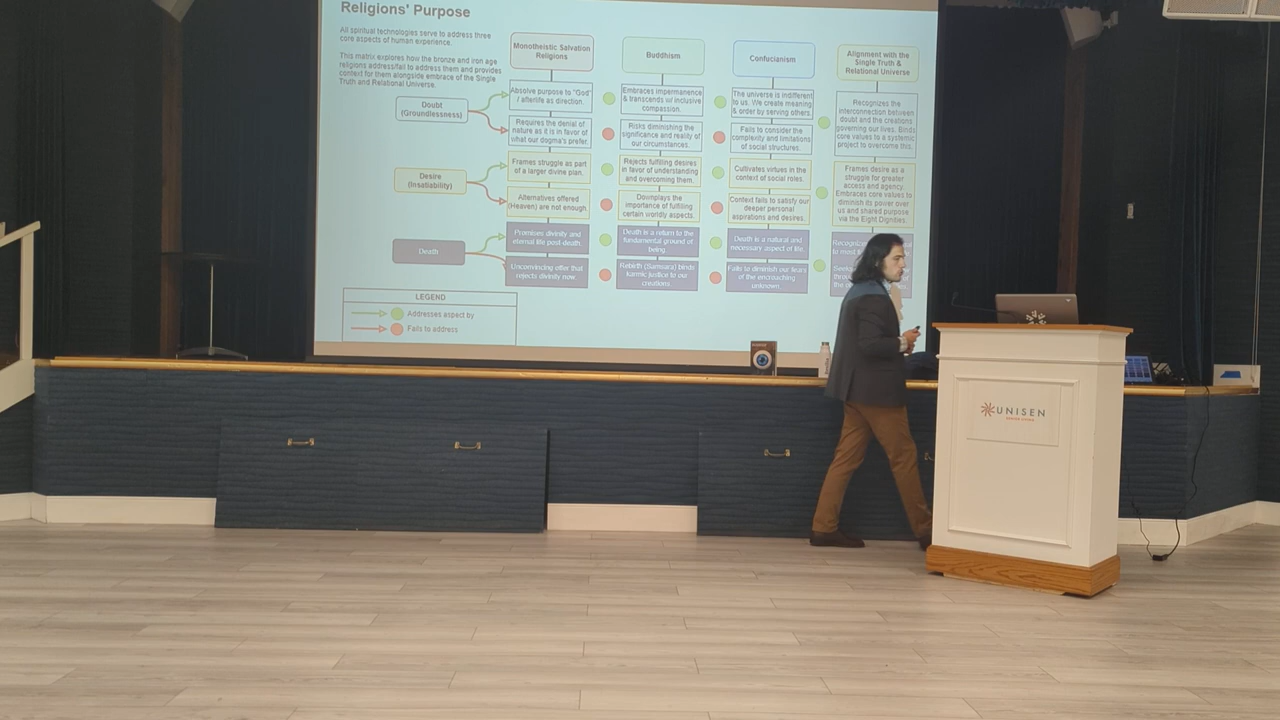 Religions' Purpose
All spiritual technologies serve to address three
core aspects of human experience.
This matrix explores how the bronze and iron age
religions address/fail to address them and provides
context for them alongside embrace of the Single
Truth and Relational Universe.
Monotheistic Salvation
Religions
Buddhism
Confucianism
Alignment with the
Single Truth &
Relational Universe
Doubt
(Groundlessness)
Absolve purpose to "God"
/ afterlife as direction.
Embraces impermanence
& transcends w/ inclusive
compassion.
The universe is indifferent
to us. We create meaning
& order by serving others.
Recognizes the
interconnection between
doubt and the creations
governing our lives. Binds
core values to a systemic
project to overcome this.
Requires the denial of
nature as it is in favor of
what our dogma's prefer.
Risks diminishing the
significance and reality of
our circumstances.
Fails to consider the
complexity and limitations
of social structures.
Desire
(Insatiability)
Frames struggle as part
of a larger divine plan.
Rejects fulfilling desires
in favor of understanding
and overcoming them.
Cultivates virtues in the
context of social roles.
Frames desire as a
struggle for greater
access and agency.
Embraces core values to
diminish its power over
us and shared purpose
via the Eight Dignities.
Alternatives offered
(Heaven) are not enough.
Downplays the
importance of fulfilling
certain worldly aspects.
Context fails to satisfy our
deeper personal
aspirations and desires.
Death
Promises divinity and
eternal life post-death.
Death is a return to the
fundamental ground of
being.
Death is a natural and
necessary aspect of life.
Unconvincing offer that
rejects divinity now.
Rebirth (Samsara) binds
karmic justice to our
creations.
Fails to diminish our fears
of the encroaching
unknown.
LEGEND
Addresses aspect by
Fails to address
UNISEN